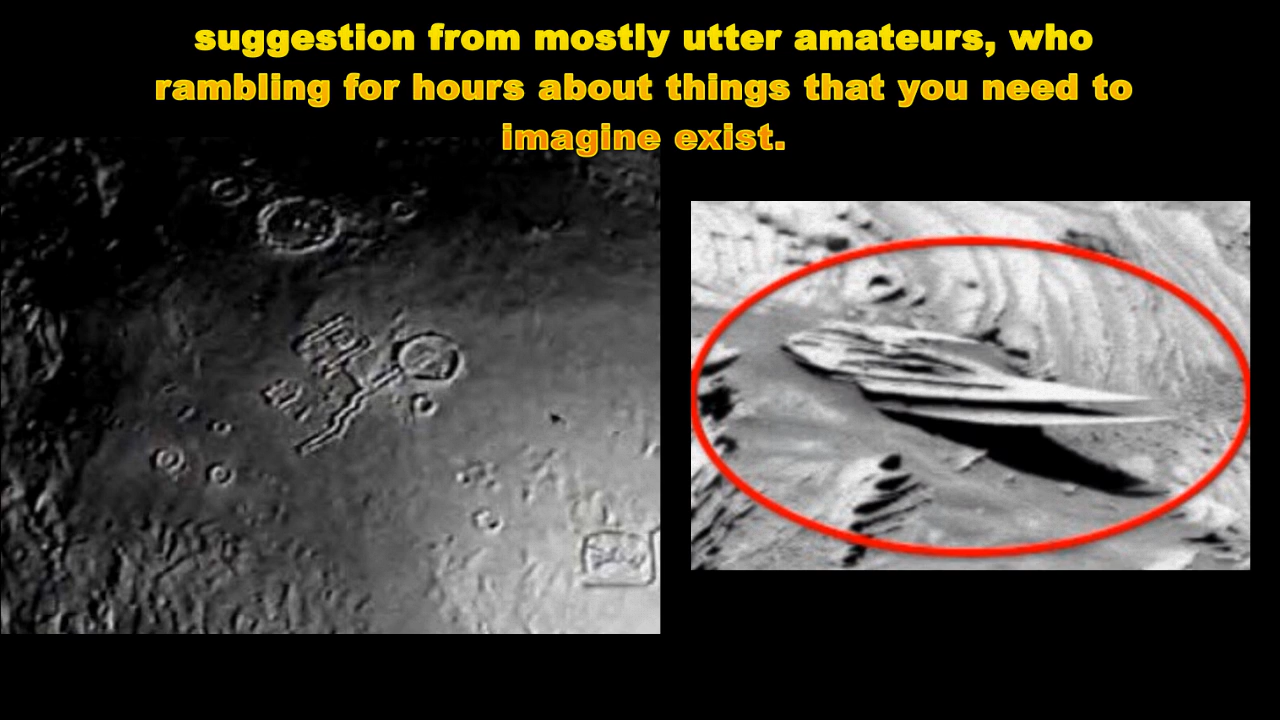 suggestion from mostly utter amateurs, who
rambling for hours about things that you need to
imagine exist.